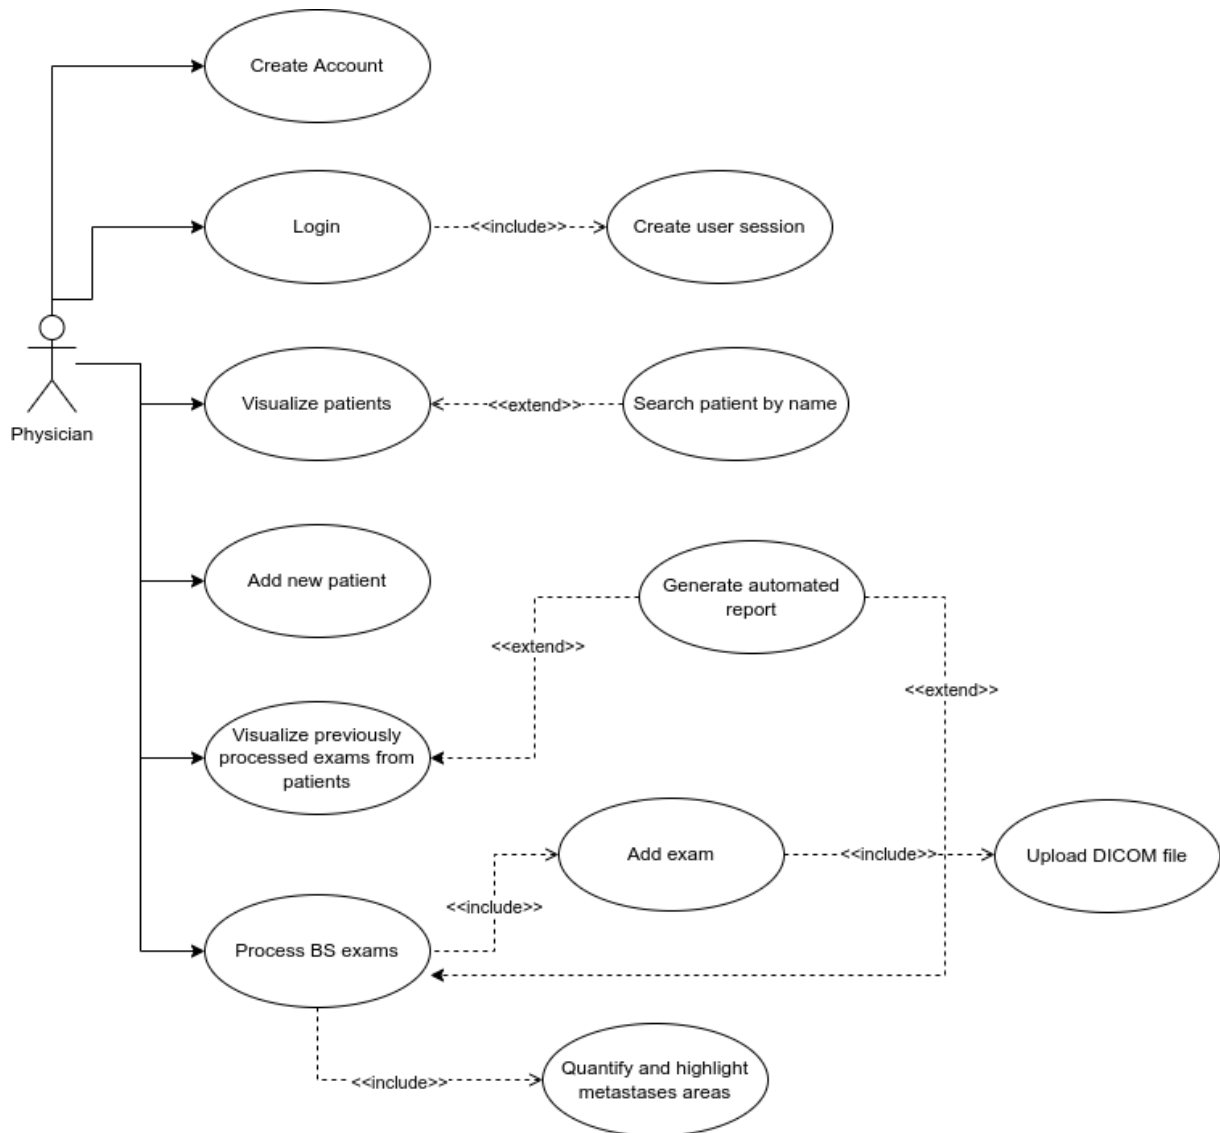 Create Account
Login
<<include>>
Create user session
Physician
Visualize patients
<<extend>>
Search patient by name
Add new patient
Generate automated
report
<<extend>>
<<extend>>
Visualize previously
processed exams from
patients
Add exam
<<include>>
Upload DICOM file
<<include>>
Process BS exams
<<include>>
Quantify and highlight
metastases areas